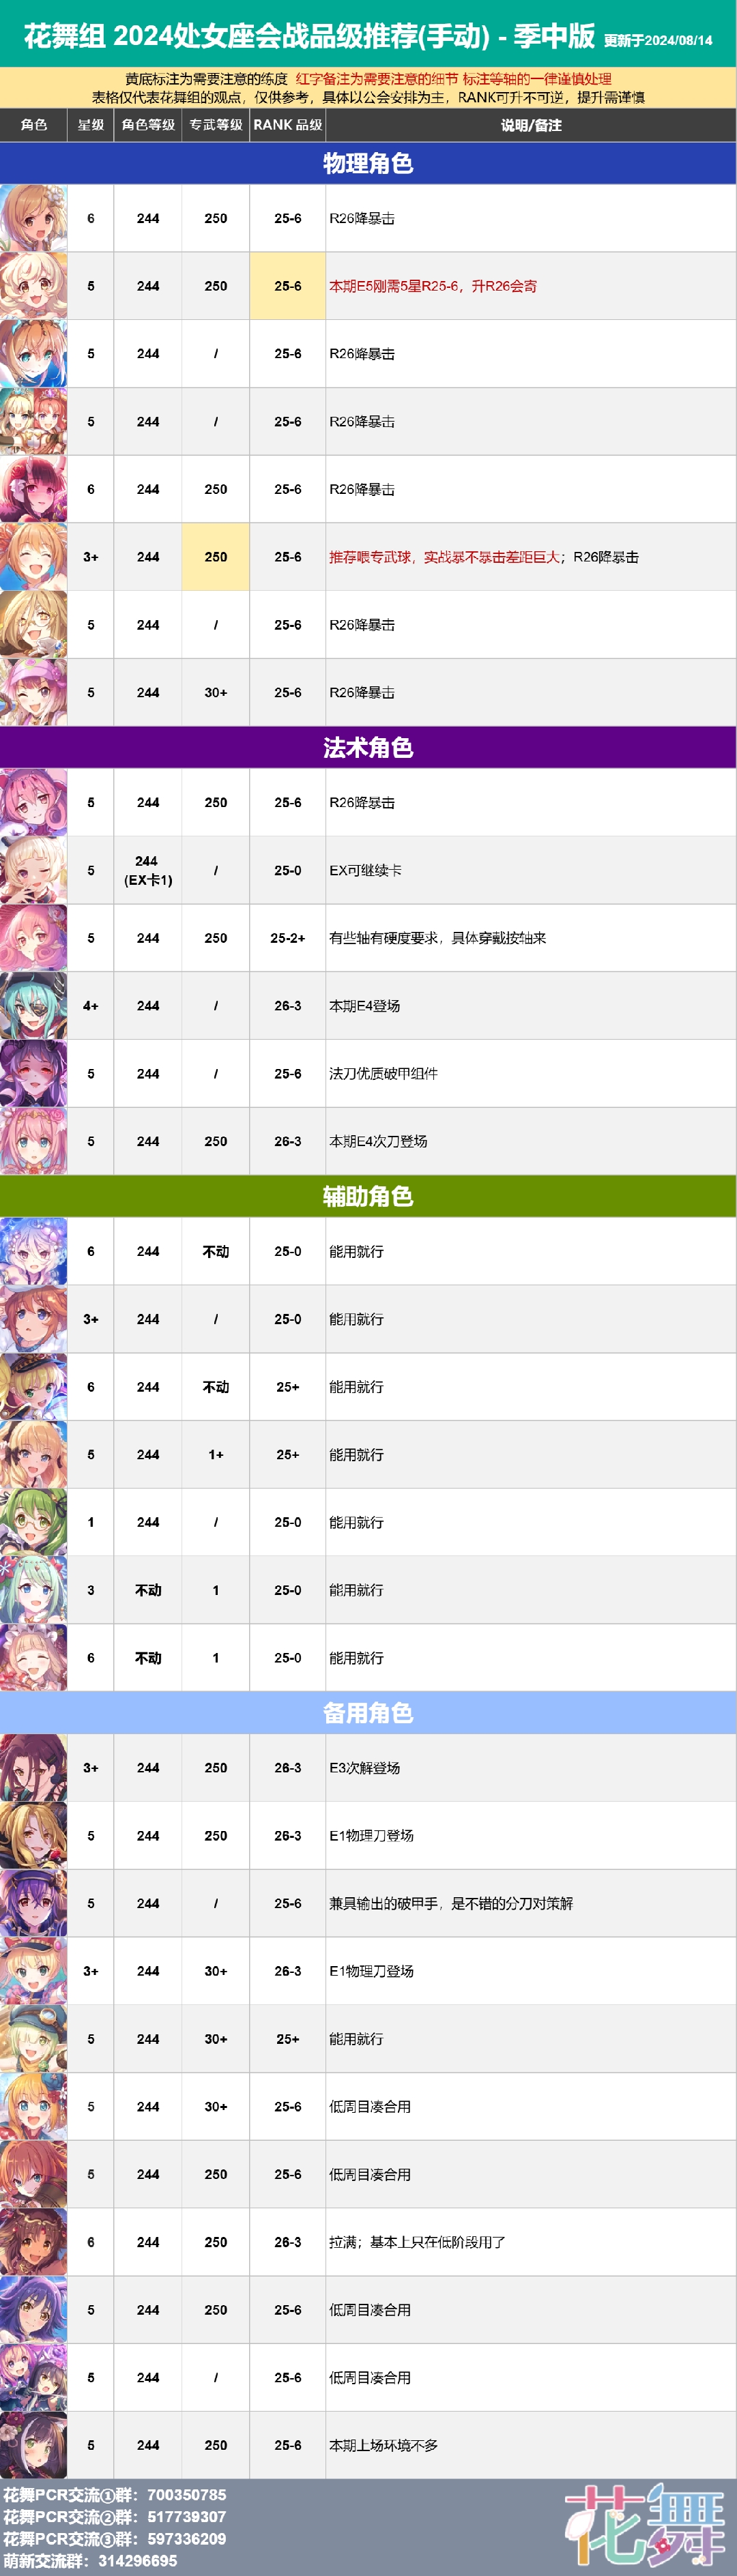 花舞组 2024处女座会战品级推荐(手动) - 季中版 更新于2024/08/14
黄底标注为需要注意的练度 红字备注为需要注意的细节 标注等轴的一律谨慎处理
表格仅代表花舞组的观点，仅供参考，具体以公会安排为主，RANK可升不可逆，提升需谨慎
角色 星级 角色等级 专武等级 RANK 品级 说明/备注
物理角色
6 244 250 25-6 R26降暴击
5 244 250 25-6 本期E5刚需5星R25-6，升R26会寄
5 244 / 25-6 R26降暴击
5 244 / 25-6 R26降暴击
6 244 250 25-6 R26降暴击
3+ 244 250 25-6 推荐喂专武球，实战暴不暴击差距巨大；R26降暴击
5 244 / 25-6 R26降暴击
5 244 30+ 25-6 R26降暴击
法术角色
5 244 250 25-6 R26降暴击
5 244 (EX卡1) / 25-0 EX可继续卡
5 244 250 25-2+ 有些轴有硬度要求，具体穿戴按轴来
4+ 244 / 26-3 本期E4登场
5 244 / 25-6 法刀优质破甲组件
5 244 250 26-3 本期E4次刀登场
辅助角色
6 244 不动 25-0 能用就行
3+ 244 / 25-0 能用就行
6 244 不动 25+ 能用就行
5 244 1+ 25+ 能用就行
1 244 / 25-0 能用就行
3 不动 1 25-0 能用就行
6 不动 1 25-0 能用就行
备用角色
3+ 244 250 26-3 E3次解登场
5 244 250 26-3 E1物理刀登场
5 244 / 25-6 兼具输出的破甲手，是不错的分刀对策解
3+ 244 30+ 26-3 E1物理刀登场
5 244 30+ 25+ 能用就行
5 244 30+ 25-6 低周目凑合用
5 244 250 25-6 低周目凑合用
6 244 250 26-3 拉满；基本上只在低阶段用了
5 244 250 25-6 低周目凑合用
5 244 / 25-6 低周目凑合用
5 244 250 25-6 本期上场环境不多
花舞PCR交流①群：700350785
花舞PCR交流②群：517739307
花舞PCR交流③群：597336209
萌新交流群：314296695
花舞